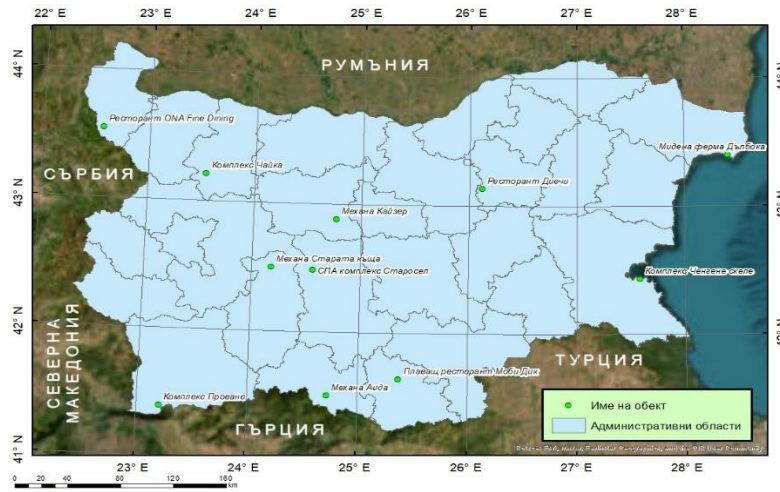 22° E 23° E 24° E 25° E 26° E 27° E 28° E
44° N
РУМЪНИЯ
Ресторант ONA Fine Dining
Мидена ферма Дълбока
СЪРБИЯ
Комплекс Чайка
Ресторант Диечи
43° N
Механа Кайзер
Механа Старата къща
СПА комплекс Старосел
Комплекс Ченгене скеле
42° N
СЕВЕРНА
МАКЕДОНИЯ
ТУРЦИЯ
Плаващ ресторант Моби Дик
Механа Аида
Комплекс Прованс
ГЪРЦИЯ
Име на обект
Административни области
41° N
23° E 24° E 25° E 26° E 27° E 28° E
0 20 40 80 120 160
km